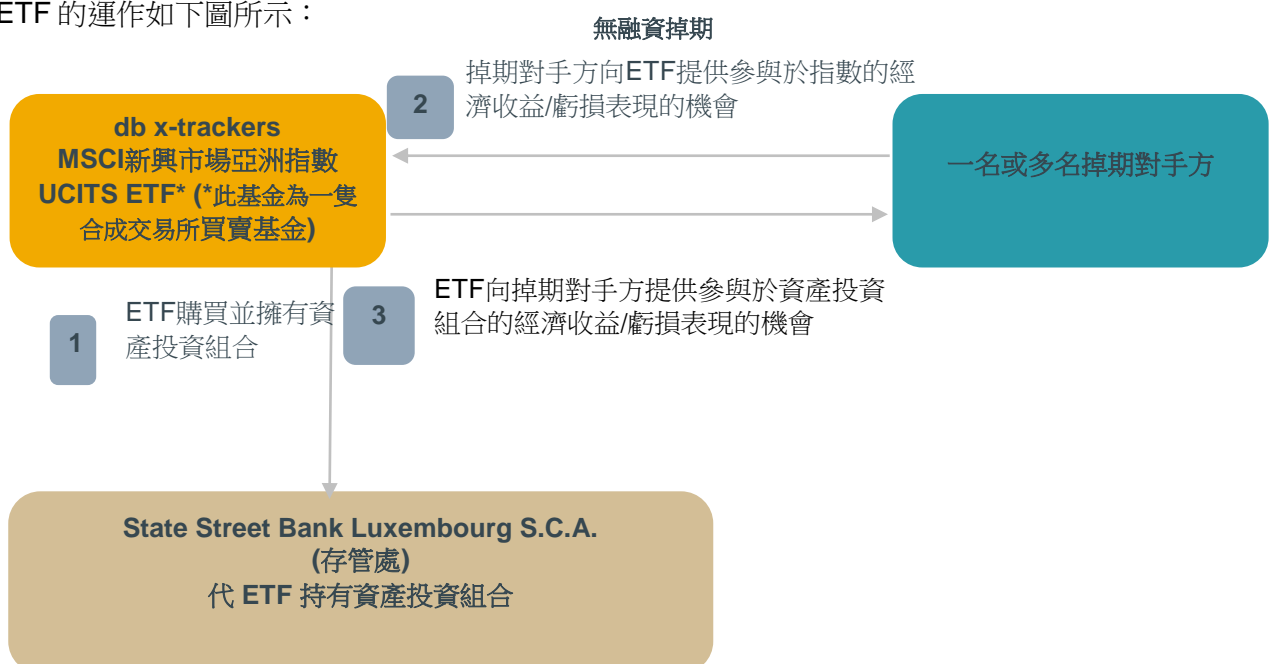 ETF 的運作如下圖所示：
無融資掉期
2
掉期對手方向ETF提供參與於指數的經
濟收益/虧損表現的機會
db x-trackers
MSCI新興市場亞洲指數
UCITS ETF* (*此基金為一隻
合成交易所買賣基金)
一名或多名掉期對手方
1
ETF購買並擁有資
產投資組合
3
ETF向掉期對手方提供參與於資產投資
組合的經濟收益/虧損表現的機會
State Street Bank Luxembourg S.C.A.
(存管處)
代 ETF 持有資產投資組合